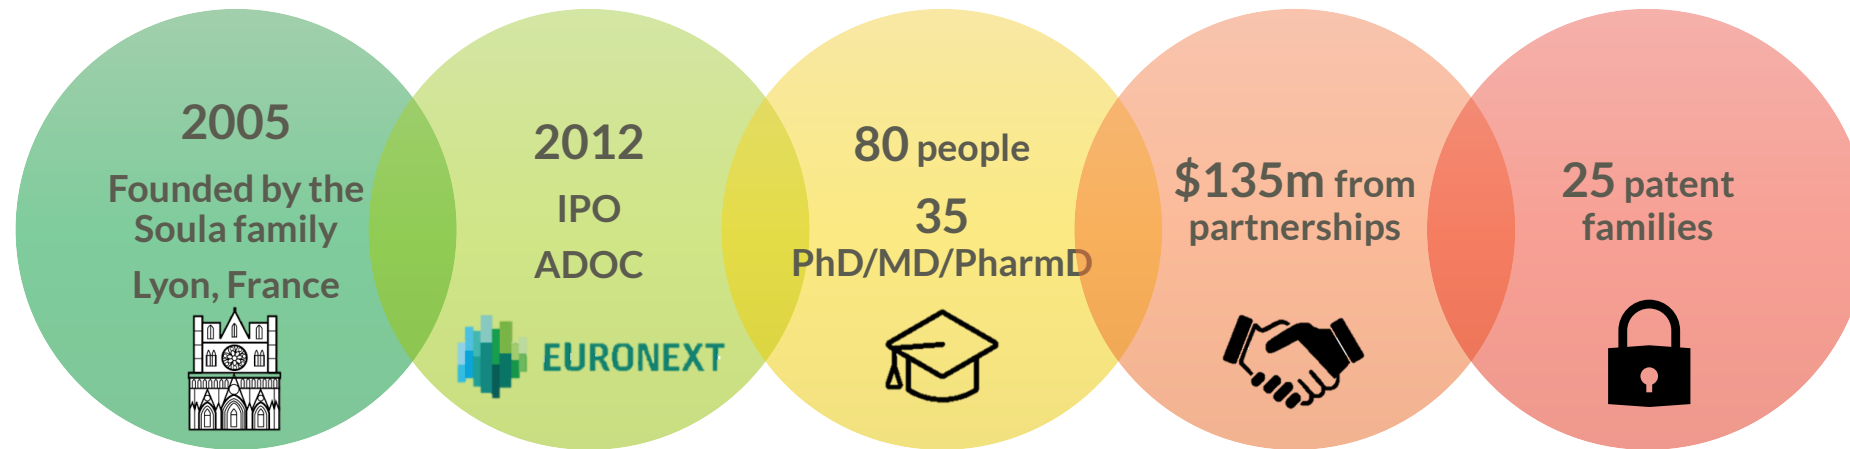 2005
Founded by the
Soula family
Lyon, France
2012
IPO
ADOC
EURONEXT
80 people
35
PhD/MD/PharmD
$135m from
partnerships
25 patent
families